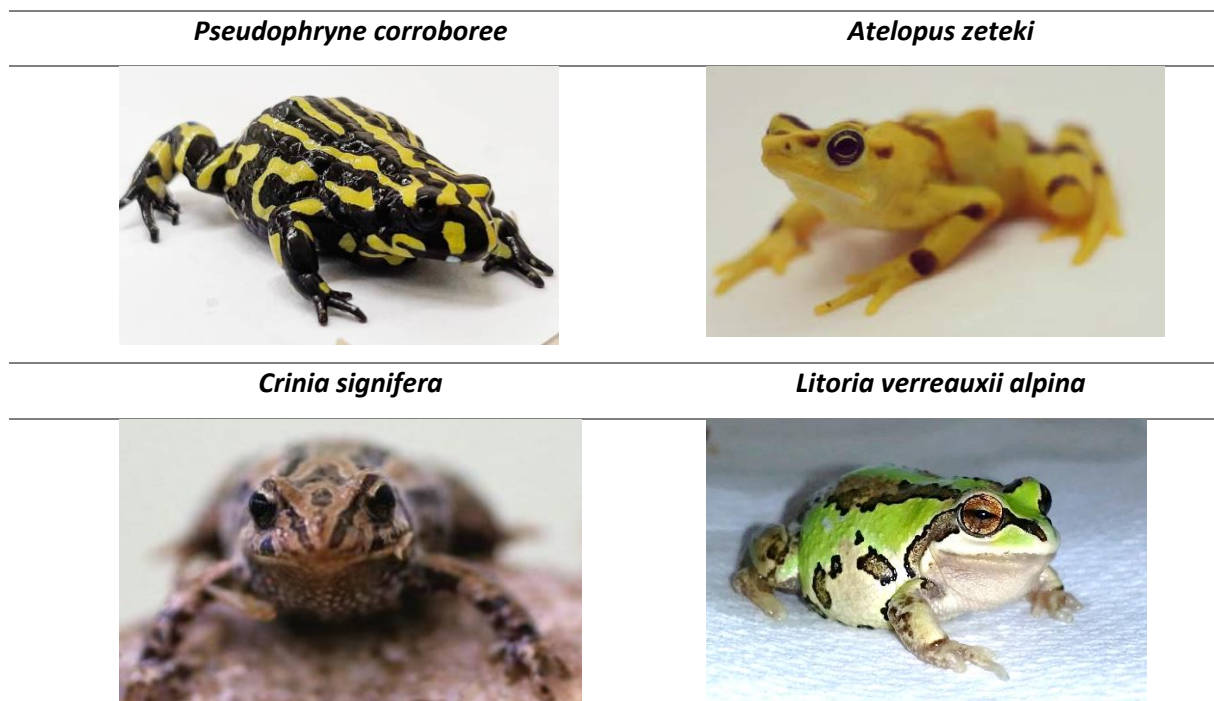 Pseudophryne corroboree
Atelopus zeteki
Crinia signifera
Litoria verreauxii alpina